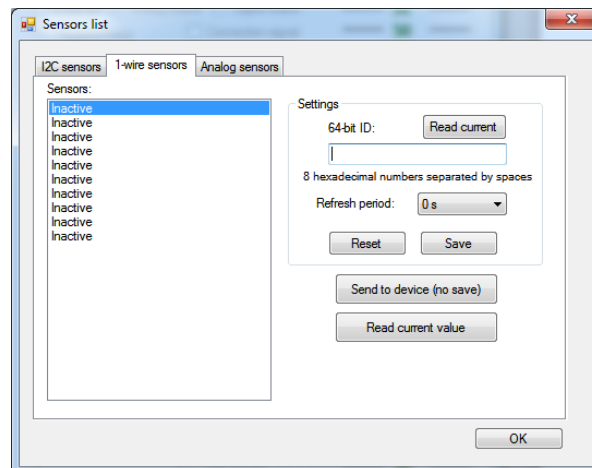 Sensors list
I2C sensors 1-wire sensors Analog sensors
Sensors:
Inactive
Inactive
Inactive
Inactive
Inactive
Inactive
Inactive
Inactive
Inactive
Inactive
Settings
64-bit ID: Read current
8 hexadecimal numbers separated by spaces
Refresh period: 0 s
Reset Save
Send to device (no save)
Read current value
OK